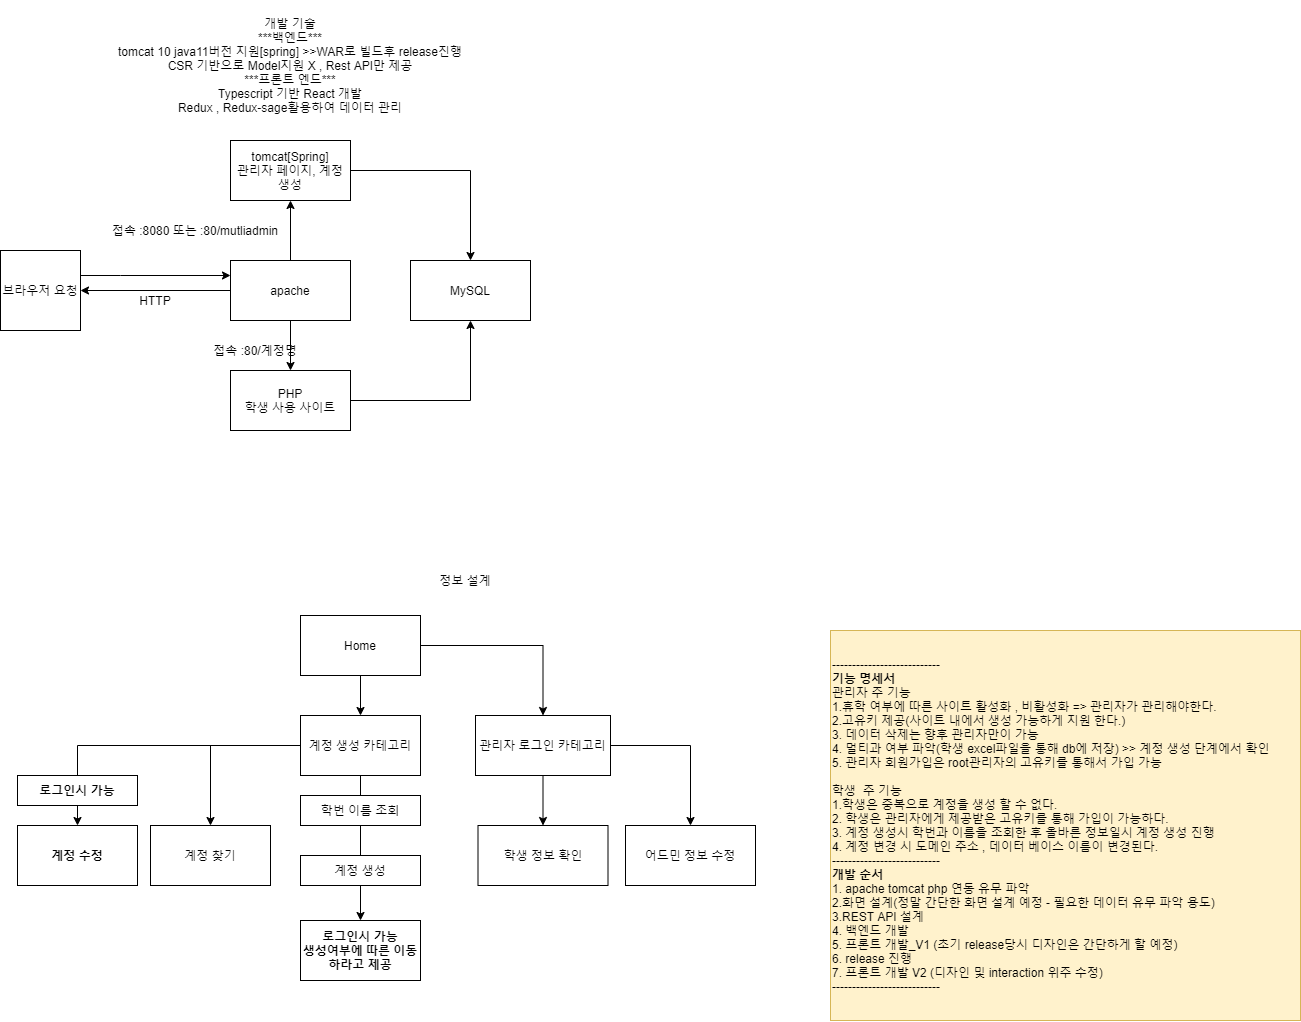 개발 기술
***백엔드***
tomcat 10 java11버전 지원[spring] >>WAR로 빌드후 release진행
CSR 기반으로 Model지원 X , Rest API만 제공
***프론트 엔드***
Typescript 기반 React 개발
Redux , Redux-sage활용하여 데이터 관리
tomcat[Spring]
관리자 페이지, 계정
생성
접속 :8080 또는 :80/mutliadmin
브라우저 요청
HTTP
apache
MySQL
접속 :80/계정명
PHP
학생 사용 사이트
정보 설계
Home
계정 생성 카테고리
관리자 로그인 카테고리
로그인시 가능
학번 이름 조회
계정 수정
계정 찾기
학생 정보 확인
어드민 정보 수정
계정 생성
로그인시 가능
생성여부에 따른 이동
하라고 제공
---------------------------
기능 명세서
관리자 주 기능
1.휴학 여부에 따른 사이트 활성화 , 비활성화 => 관리자가 관리해야한다.
2.고유키 제공(사이트 내에서 생성 가능하게 지원 한다.)
3. 데이터 삭제는 향후 관리자만이 가능
4. 멀티과 여부 파악(학생 excel파일을 통해 db에 저장) >> 계정 생성 단계에서 확인
5. 관리자 회원가입은 root관리자의 고유키를 통해서 가입 가능
학생  주 기능
1.학생은 중복으로 계정을 생성 할 수 없다.
2. 학생은 관리자에게 제공받은 고유키를 통해 가입이 가능하다.
3. 계정 생성시 학번과 이름을 조회한 후 올바른 정보일시 계정 생성 진행
4. 계정 변경 시 도메인 주소 , 데이터 베이스 이름이 변경된다.
---------------------------
개발 순서
1. apache tomcat php 연동 유무 파악
2.화면 설계(정말 간단한 화면 설계 예정 - 필요한 데이터 유무 파악 용도)
3.REST API 설계
4. 백엔드 개발
5. 프론트 개발_V1 (초기 release당시 디자인은 간단하게 할 예정)
6. release 진행
7. 프론트 개발 V2 (디자인 및 interaction 위주 수정)
---------------------------